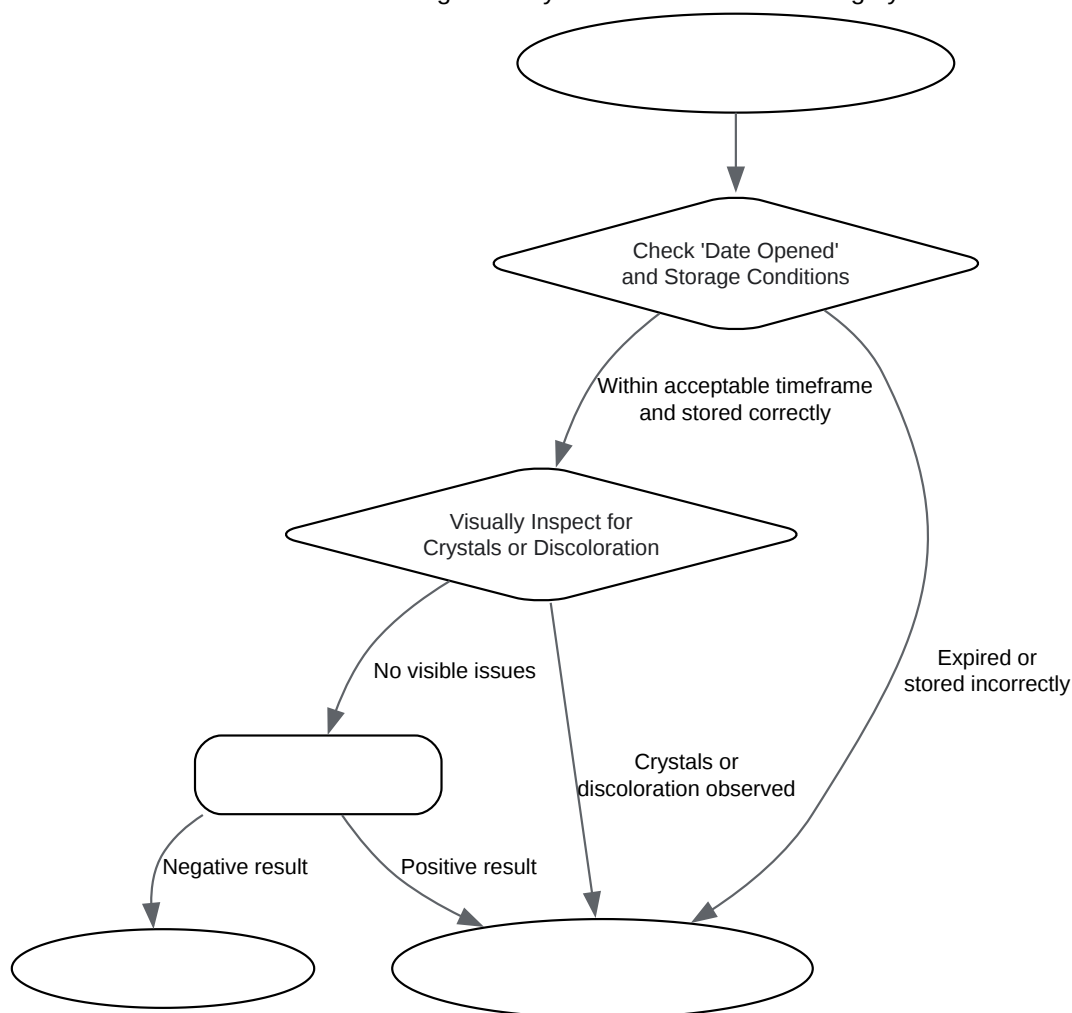 Check 'Date Opened'
and Storage Conditions
Within acceptable timeframe
and stored correctly
Visually Inspect for
Crystals or Discoloration
No visible issues
Expired or
stored incorrectly
Crystals or
discoloration observed
Negative result
Positive result